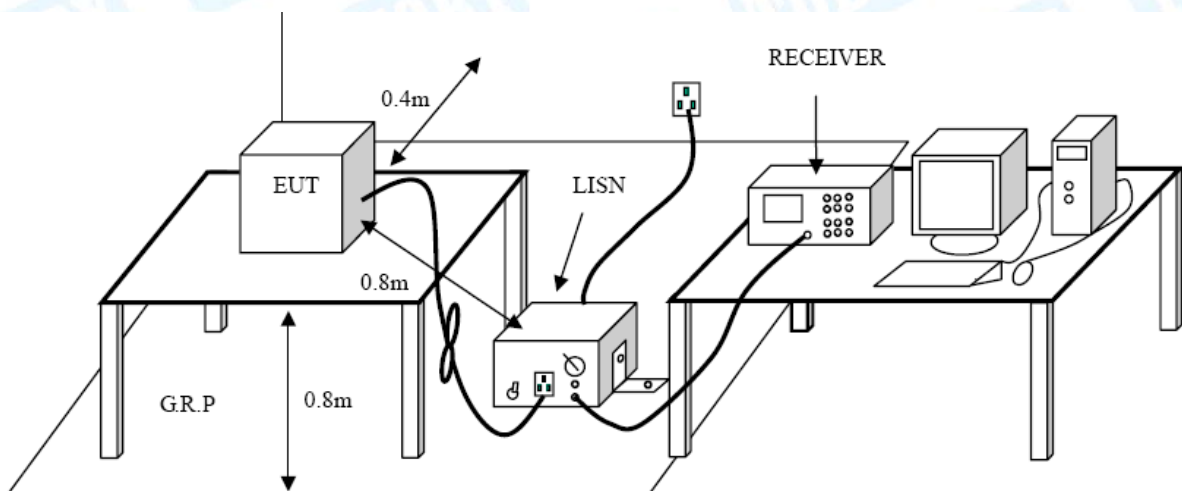 RECEIVER
0.4m
EUT
LISN
0.8m
G.R.P
0.8m